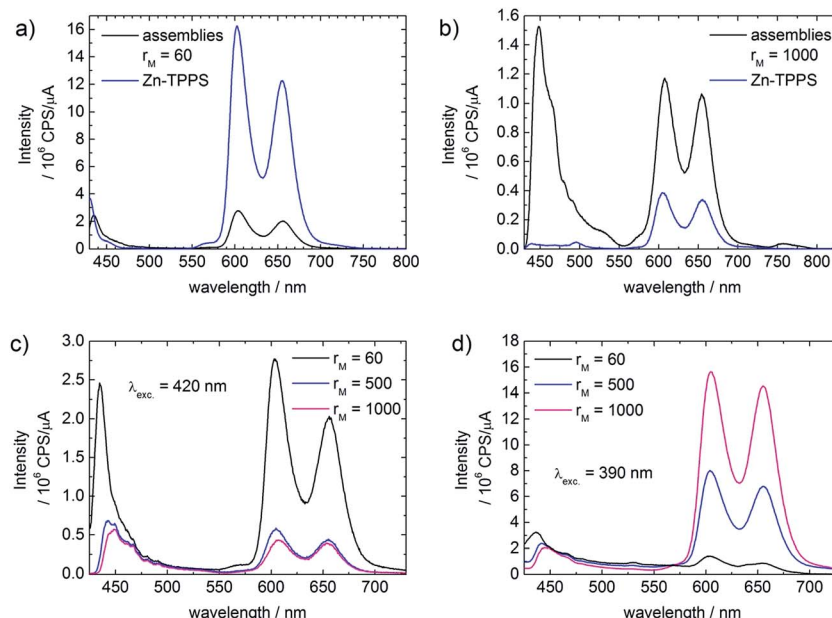 a)
assemblies
r_M = 60
Zn-TPPS
Intensity
/ 10^6 CPS/µA
16
14
12
10
8
6
4
2
0
450 500 550 600 650 700 750 800
wavelength / nm
b)
assemblies
r_M = 1000
Zn-TPPS
Intensity
/ 10^6 CPS/µA
1.6
1.4
1.2
1.0
0.8
0.6
0.4
0.2
0.0
450 500 550 600 650 700 750 800
wavelength / nm
c)
r_M = 60
r_M = 500
r_M = 1000
λ_exc. = 420 nm
Intensity
/ 10^6 CPS/µA
3.0
2.5
2.0
1.5
1.0
0.5
0.0
450 500 550 600 650 700
wavelength / nm
d)
r_M = 60
r_M = 500
r_M = 1000
λ_exc. = 390 nm
Intensity
/ 10^6 CPS/µA
18
16
14
12
10
8
6
4
2
0
450 500 550 600 650 700
wavelength / nm